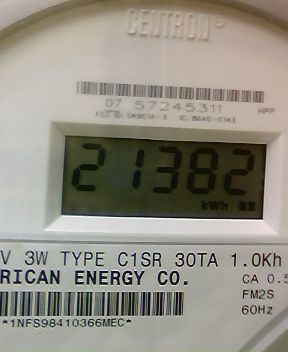 CENTRON®
07 57245311 HPP
21382
kWh
V 3W TYPE C1SR 30TA 1.0Kh
RICAN ENERGY CO.
CA 0.5
FM2S
60Hz
*1NFS98410366MEC*